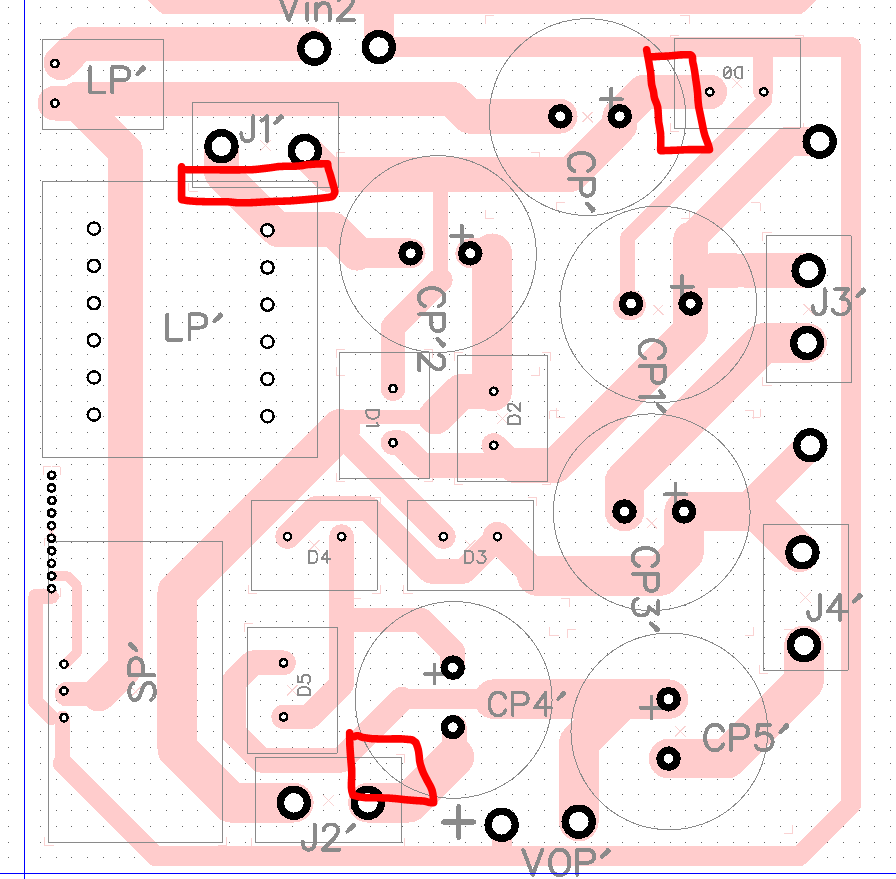 Vin2
LP′
D0
J1′
CP′
LP′
CP′2
CP1′
J3′
D1
D2
D4
D3
CP3′
J4′
SP′
D5
CP4′
CP5′
J2′
VOP′